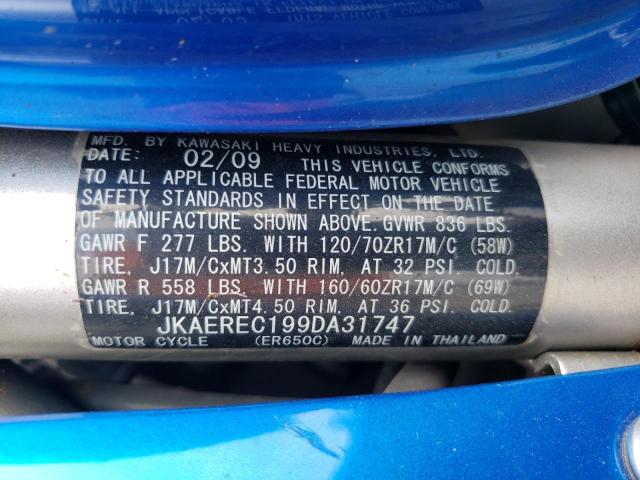 MFD. BY KAWASAKI HEAVY INDUSTRIES, LTD.
DATE: 02/09 THIS VEHICLE CONFORMS
TO ALL APPLICABLE FEDERAL MOTOR VEHICLE
SAFETY STANDARDS IN EFFECT ON THE DATE
OF MANUFACTURE SHOWN ABOVE. GVWR 836 LBS.
GAWR F 277 LBS. WITH 120/70ZR17M/C (58W)
TIRE, J17M/CxMT3.50 RIM, AT 32 PSI. COLD.
GAWR R 558 LBS. WITH 160/60ZR17M/C (69W)
TIRE, J17M/CxMT4.50 RIM, AT 36 PSI. COLD.
JKAEREC199DA31747
MOTOR CYCLE (ER650C) MADE IN THAILAND